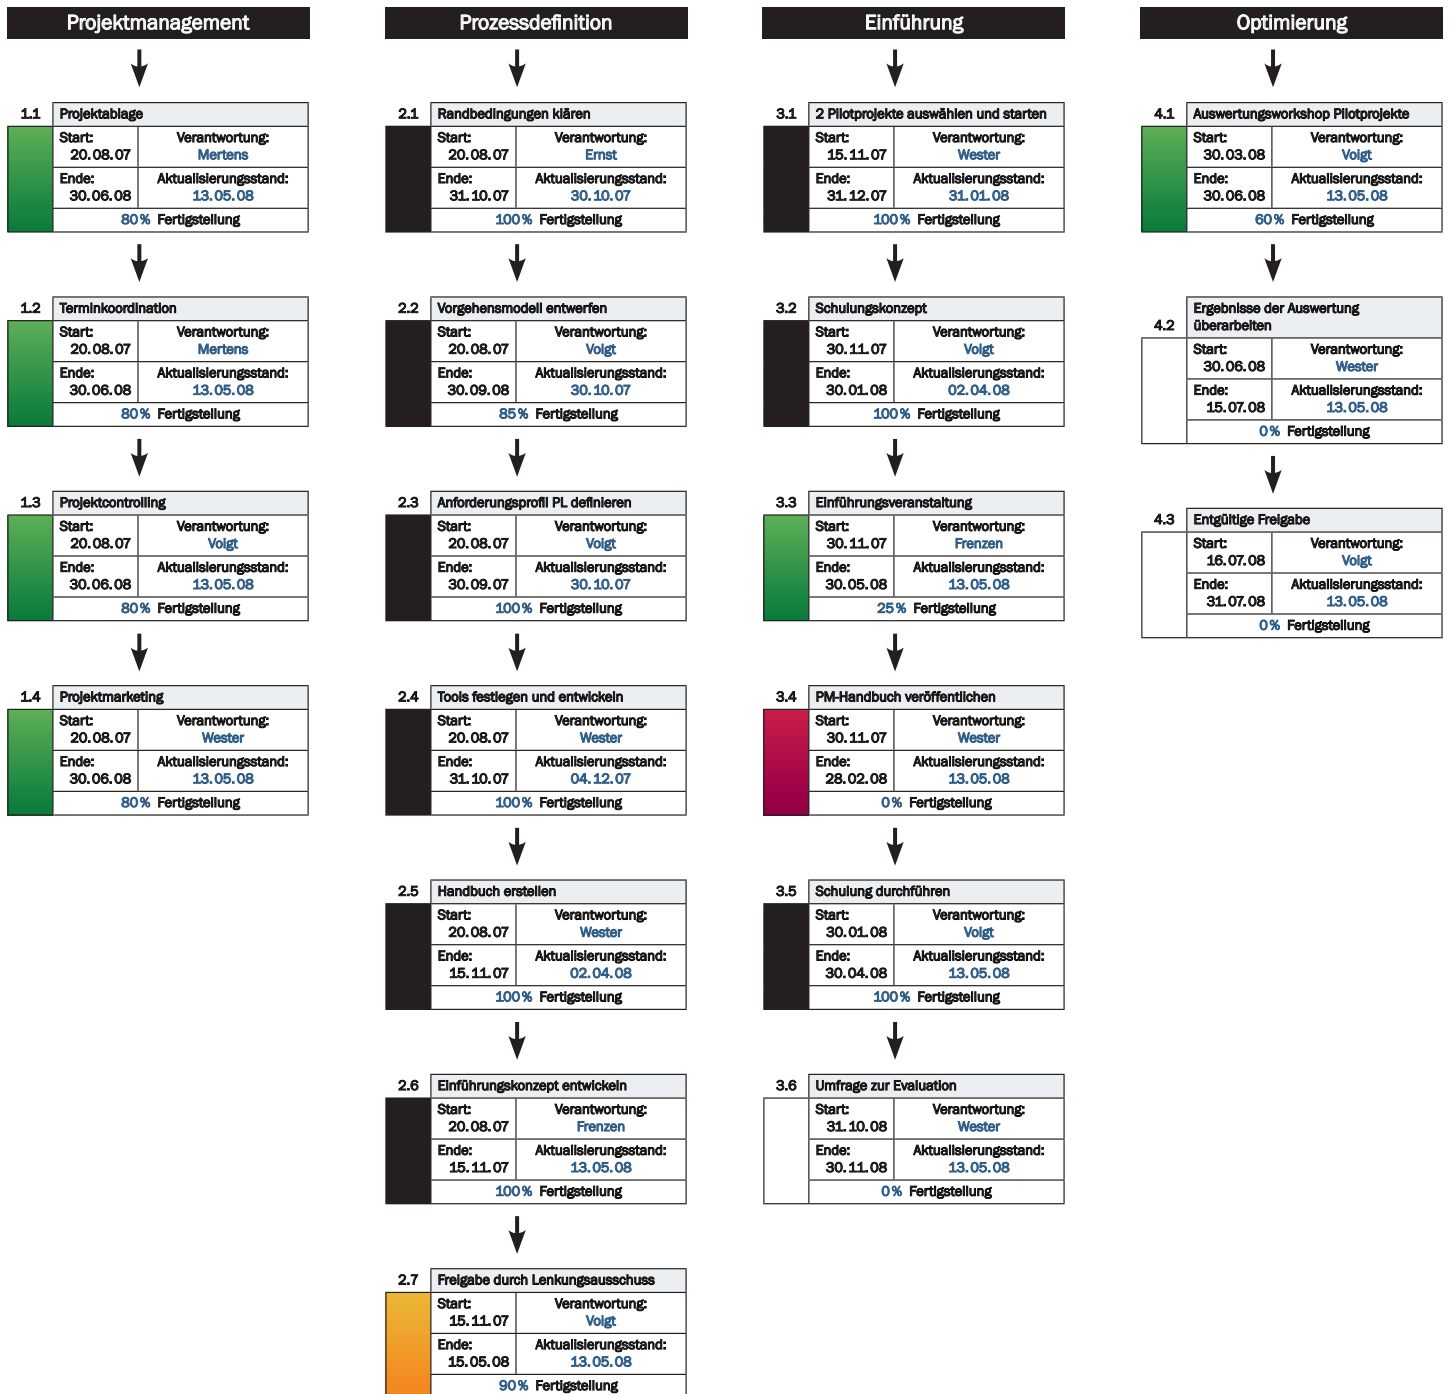 Projektmanagement
1.1 Projektablage
Start: Verantwortung:
20.08.07 Mertens
Ende: Aktualisierungsstand:
30.06.08 13.05.08
80% Fertigstellung
1.2 Terminkoordination
Start: Verantwortung:
20.08.07 Mertens
Ende: Aktualisierungsstand:
30.06.08 13.05.08
80% Fertigstellung
1.3 Projektcontrolling
Start: Verantwortung:
20.08.07 Voigt
Ende: Aktualisierungsstand:
30.06.08 13.05.08
80% Fertigstellung
1.4 Projektmarketing
Start: Verantwortung:
20.08.07 Wester
Ende: Aktualisierungsstand:
30.06.08 13.05.08
80% Fertigstellung
Prozessdefinition
2.1 Randbedingungen klären
Start: Verantwortung:
20.08.07 Ernst
Ende: Aktualisierungsstand:
31.10.07 30.10.07
100% Fertigstellung
2.2 Vorgehensmodell entwerfen
Start: Verantwortung:
20.08.07 Voigt
Ende: Aktualisierungsstand:
30.09.08 30.10.07
85% Fertigstellung
2.3 Anforderungsprofil PL definieren
Start: Verantwortung:
20.08.07 Voigt
Ende: Aktualisierungsstand:
30.09.07 30.10.07
100% Fertigstellung
2.4 Tools festlegen und entwickeln
Start: Verantwortung:
20.08.07 Wester
Ende: Aktualisierungsstand:
31.10.07 04.12.07
100% Fertigstellung
2.5 Handbuch erstellen
Start: Verantwortung:
20.08.07 Wester
Ende: Aktualisierungsstand:
15.11.07 02.04.08
100% Fertigstellung
2.6 Einführungskonzept entwickeln
Start: Verantwortung:
20.08.07 Frenzen
Ende: Aktualisierungsstand:
15.11.07 13.05.08
100% Fertigstellung
2.7 Freigabe durch Lenkungsausschuss
Start: Verantwortung:
15.11.07 Voigt
Ende: Aktualisierungsstand:
15.05.08 13.05.08
90% Fertigstellung
Einführung
3.1 2 Pilotprojekte auswählen und starten
Start: Verantwortung:
15.11.07 Wester
Ende: Aktualisierungsstand:
31.12.07 31.01.08
100% Fertigstellung
3.2 Schulungskonzept
Start: Verantwortung:
30.11.07 Voigt
Ende: Aktualisierungsstand:
30.01.08 02.04.08
100% Fertigstellung
3.3 Einführungsveranstaltung
Start: Verantwortung:
30.11.07 Frenzen
Ende: Aktualisierungsstand:
30.05.08 13.05.08
25% Fertigstellung
3.4 PM-Handbuch veröffentlichen
Start: Verantwortung:
30.11.07 Wester
Ende: Aktualisierungsstand:
28.02.08 13.05.08
0% Fertigstellung
3.5 Schulung durchführen
Start: Verantwortung:
30.01.08 Voigt
Ende: Aktualisierungsstand:
30.04.08 13.05.08
100% Fertigstellung
3.6 Umfrage zur Evaluation
Start: Verantwortung:
31.10.08 Wester
Ende: Aktualisierungsstand:
30.11.08 13.05.08
0% Fertigstellung
Optimierung
4.1 Auswertungsworkshop Pilotprojekte
Start: Verantwortung:
30.03.08 Voigt
Ende: Aktualisierungsstand:
30.06.08 13.05.08
60% Fertigstellung
Ergebnisse der Auswertung
4.2 überarbeiten
Start: Verantwortung:
30.06.08 Wester
Ende: Aktualisierungsstand:
15.07.08 13.05.08
0% Fertigstellung
4.3 Entgültige Freigabe
Start: Verantwortung:
16.07.08 Voigt
Ende: Aktualisierungsstand:
31.07.08 13.05.08
0% Fertigstellung